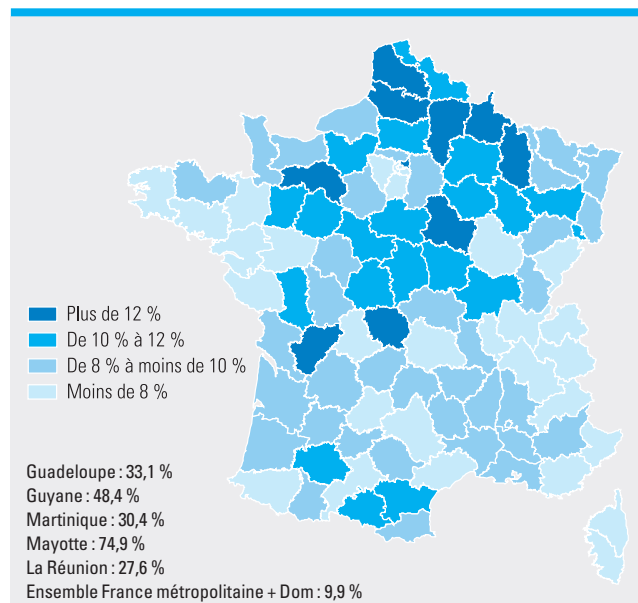 Plus de 12 %
De 10 % à 12 %
De 8 % à moins de 10 %
Moins de 8 %
Guadeloupe : 33,1 %
Guyane : 48,4 %
Martinique : 30,4 %
Mayotte : 74,9 %
La Réunion : 27,6 %
Ensemble France métropolitaine + Dom : 9,9 %